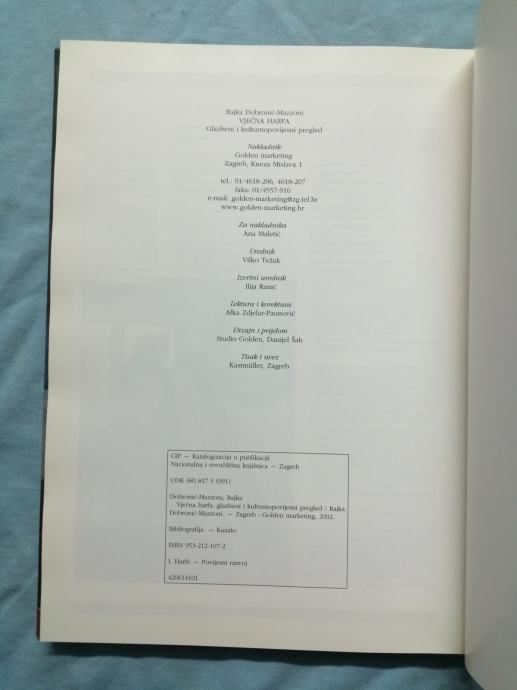 Rajka Dobronić-Mazzoni
VJEČNA HARFA
Glazbeni i kulturnopovijesni pregled
Nakladnik
Golden marketing
Zagreb, Kneza Mislava 1
tel.: 01/4618-206, 4618-207
faks: 01/4557-916
e-mail: golden-marketing@zg.tel.hr
www.golden-marketing.hr
Za nakladnika
Ana Maletić
Urednik
Vilko Težak
Izvršni urednik
Ilija Ranić
Lektura i korektura
Alka Zdjelar-Paunović
Dizajn i prijelom
Studio Golden, Danijel Šah
Tisak i uvez
Kastmüller, Zagreb
CIP – Katalogizacija u publikaciji
Nacionalna i sveučilišna knjižnica – Zagreb
UDK 681.817.5 (091)
Dobronić-Mazzoni, Rajka
Vječna harfa: glazbeni i kulturnopovijesni pregled / Rajka
Dobronić-Mazzoni. – Zagreb : Golden marketing, 2002.
Bibliografija. – Kazalo.
ISBN 953-212-107-2
I. Harfe – Povijesni razvoj
420614101